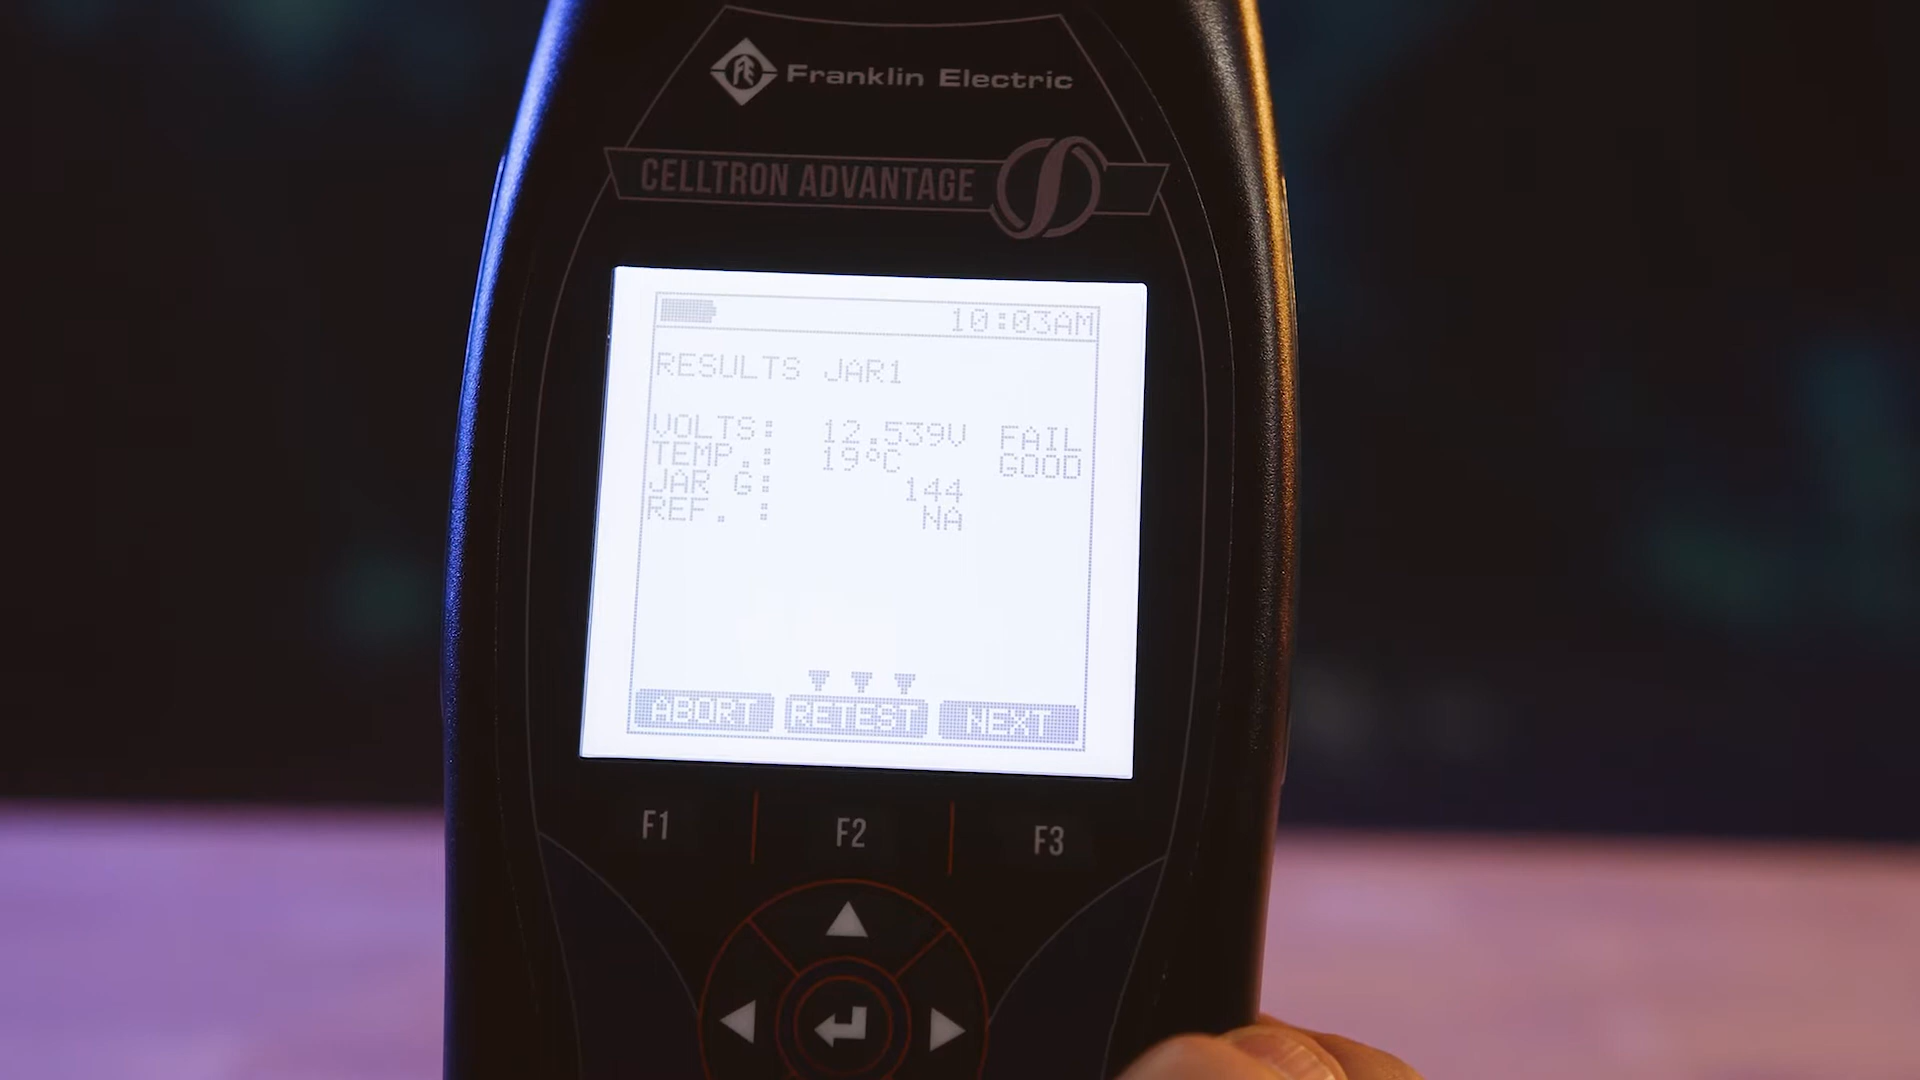 Franklin Electric
CELLTRON ADVANTAGE
10:03AM
RESULTS JAR1
VOLTS: 12.539V FAIL
TEMP.: 19°C GOOD
JAR G: 144
REF. : NA
ABORT RETEST NEXT
F1 F2 F3